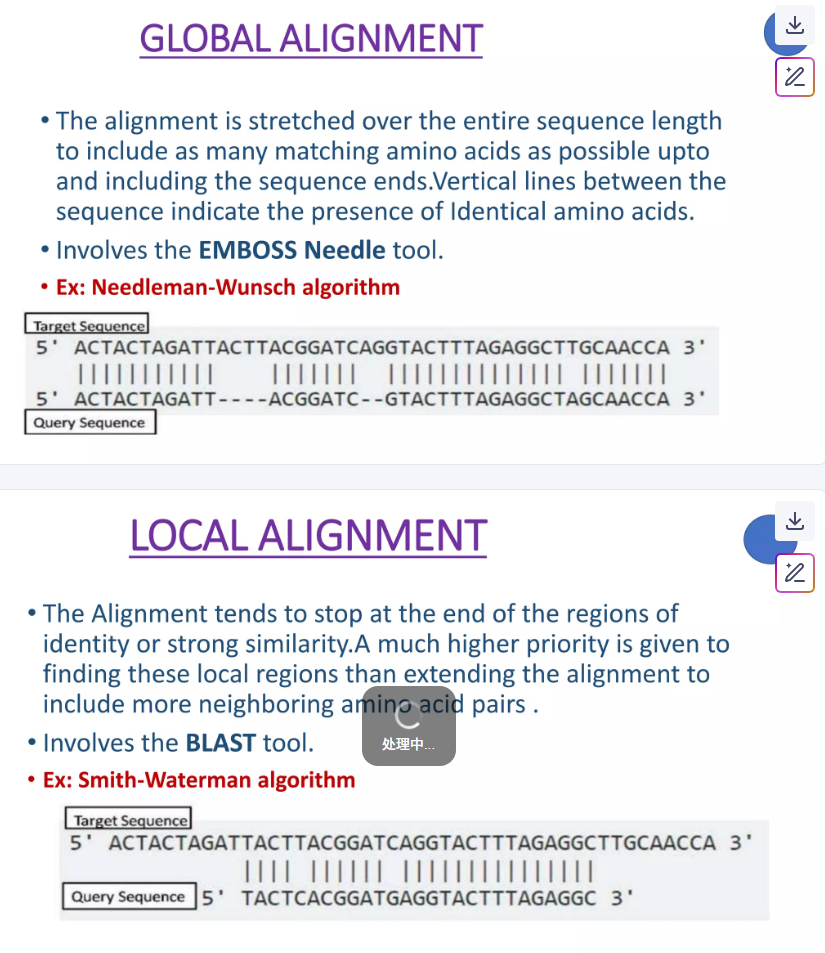 GLOBAL ALIGNMENT
• The alignment is stretched over the entire sequence length
to include as many matching amino acids as possible upto
and including the sequence ends.Vertical lines between the
sequence indicate the presence of Identical amino acids.
• Involves the EMBOSS Needle tool.
• Ex: Needleman-Wunsch algorithm
Target Sequence
5' ACTACTAGATTACTTACGGATCAGGTACTTTAGAGGCTTGCAACCA 3'
||||||||||| ||||||| |||||||||||||| |||||||
5' ACTACTAGATT----ACGGATC--GTACTTTAGAGGCTAGCAACCA 3'
Query Sequence
LOCAL ALIGNMENT
• The Alignment tends to stop at the end of the regions of
identity or strong similarity.A much higher priority is given to
finding these local regions than extending the alignment to
include more neighboring amino acid pairs .
处理中...
• Involves the BLAST tool.
• Ex: Smith-Waterman algorithm
Target Sequence
5' ACTACTAGATTACTTACGGATCAGGTACTTTAGAGGCTTGCAACCA 3'
|||| |||||| |||||||||||||||
Query Sequence 5' TACTCACGGATGAGGTACTTTAGAGGC 3'